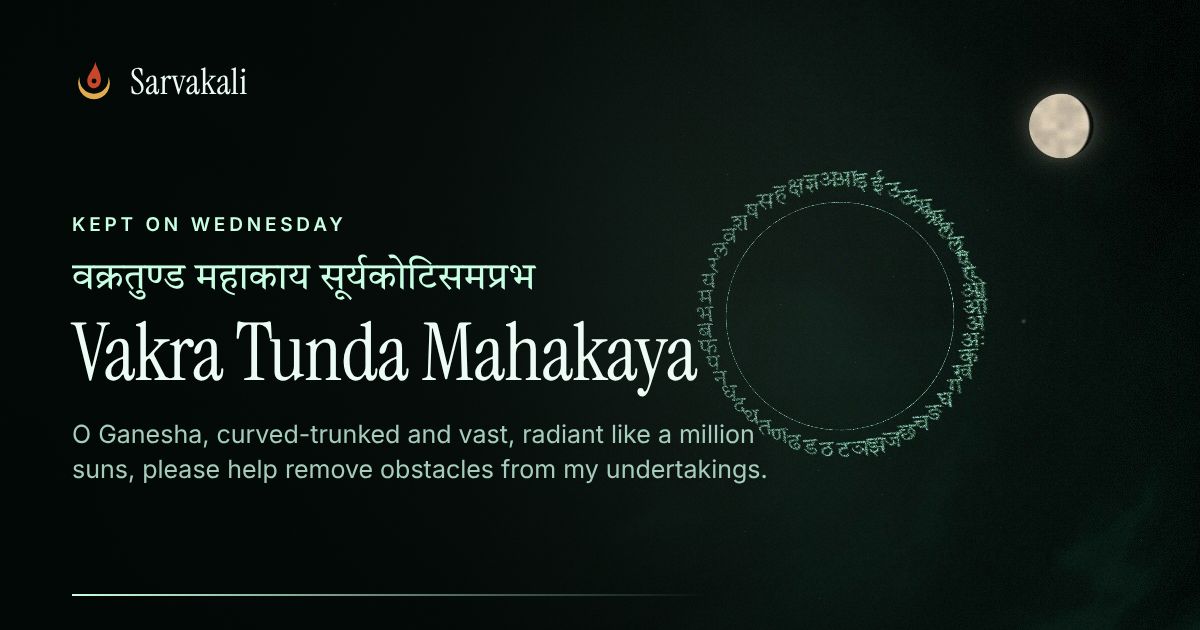 Sarvakali
KEPT ON WEDNESDAY
वक्रतुण्ड महाकाय सूर्यकोटिसमप्रभ
Vakra Tunda Mahakaya
O Ganesha, curved-trunked and vast, radiant like a million
suns, please help remove obstacles from my undertakings.